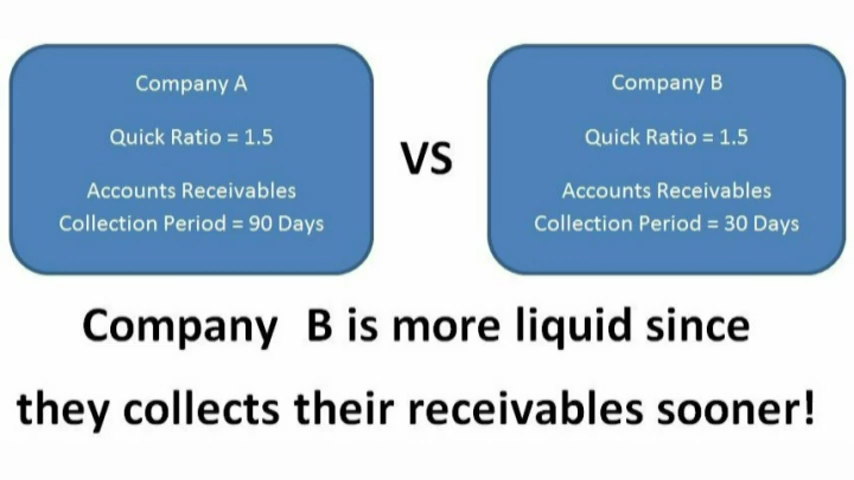 Company A
Quick Ratio = 1.5
Accounts Receivables
Collection Period = 90 Days
VS
Company B
Quick Ratio = 1.5
Accounts Receivables
Collection Period = 30 Days
Company B is more liquid since
they collects their receivables sooner!